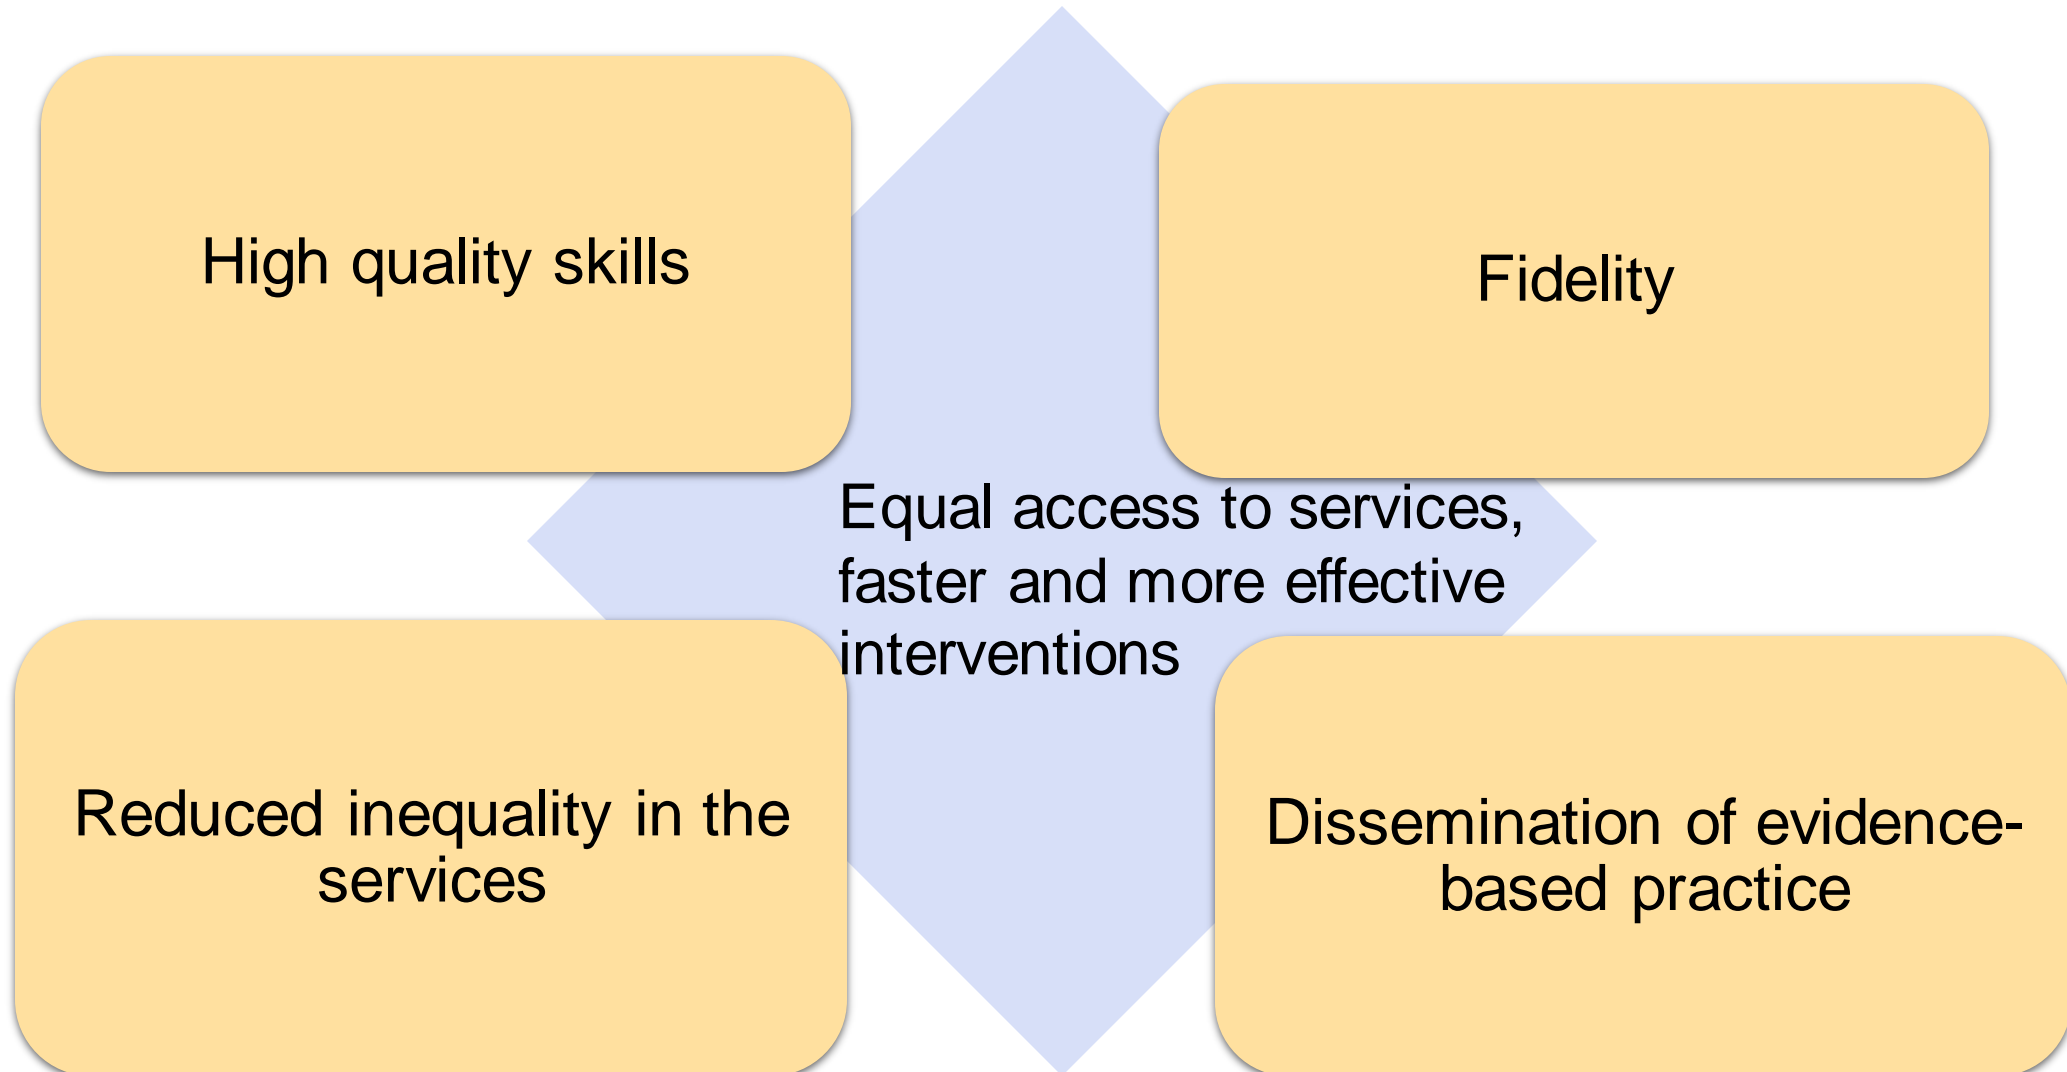 High quality skills
Fidelity
Equal access to services,
faster and more effective
interventions
Reduced inequality in the
services
Dissemination of evidence-
based practice